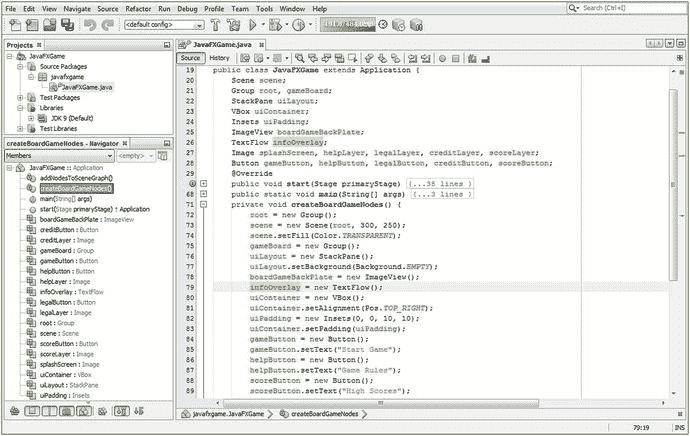 File Edit View Navigate Source Refactor Run Debug Profile Team Tools Window Help
Search (Ctrl+I)
<default config>
Projects
JavaFXGame
Source Packages
javafxgame
JavaFXGame.java
Test Packages
Libraries
JDK 9 (Default)
Test Libraries
createBoardGameNodes - Navigator
Members
<empty>
JavaFXGame :: Application
addNodesToSceneGraph()
createBoardGameNodes()
main(String[] args)
start(Stage primaryStage) ↑ Application
boardGameBackPlate : ImageView
creditButton : Button
creditLayer : Image
gameBoard : Group
gameButton : Button
helpButton : Button
helpLayer : Image
infoOverlay : TextFlow
legalButton : Button
legalLayer : Image
root : Group
scene : Scene
scoreButton : Button
scoreLayer : Image
splashScreen : Image
uiContainer : VBox
uiLayout : StackPane
uiPadding : Insets
JavaFXGame.java
Source History
19 public class JavaFXGame extends Application {
20 Scene scene;
21 Group root, gameBoard;
22 StackPane uiLayout;
23 VBox uiContainer;
24 Insets uiPadding;
25 ImageView boardGameBackPlate;
26 TextFlow infoOverlay;
27 Image splashScreen, helpLayer, legalLayer, creditLayer, scoreLayer;
28 Button gameButton, helpButton, legalButton, creditButton, scoreButton;
29 @Override
public void start(Stage primaryStage) {...35 lines }
68 public static void main(String[] args) {...3 lines }
71 private void createBoardGameNodes() {
72 root = new Group();
73 scene = new Scene(root, 300, 250);
74 scene.setFill(Color.TRANSPARENT);
75 gameBoard = new Group();
76 uiLayout = new StackPane();
77 uiLayout.setBackground(Background.EMPTY);
78 boardGameBackPlate = new ImageView();
79 infoOverlay = new TextFlow();
80 uiContainer = new VBox();
81 uiContainer.setAlignment(Pos.TOP_RIGHT);
82 uiPadding = new Insets(0, 0, 10, 10);
83 uiContainer.setPadding(uiPadding);
84 gameButton = new Button();
85 gameButton.setText("Start Game");
86 helpButton = new Button();
87 helpButton.setText("Game Rules");
88 scoreButton = new Button();
89 scoreButton.setText("High Scores");
javafxgame.JavaFXGame
createBoardGameNodes
79:19 INS